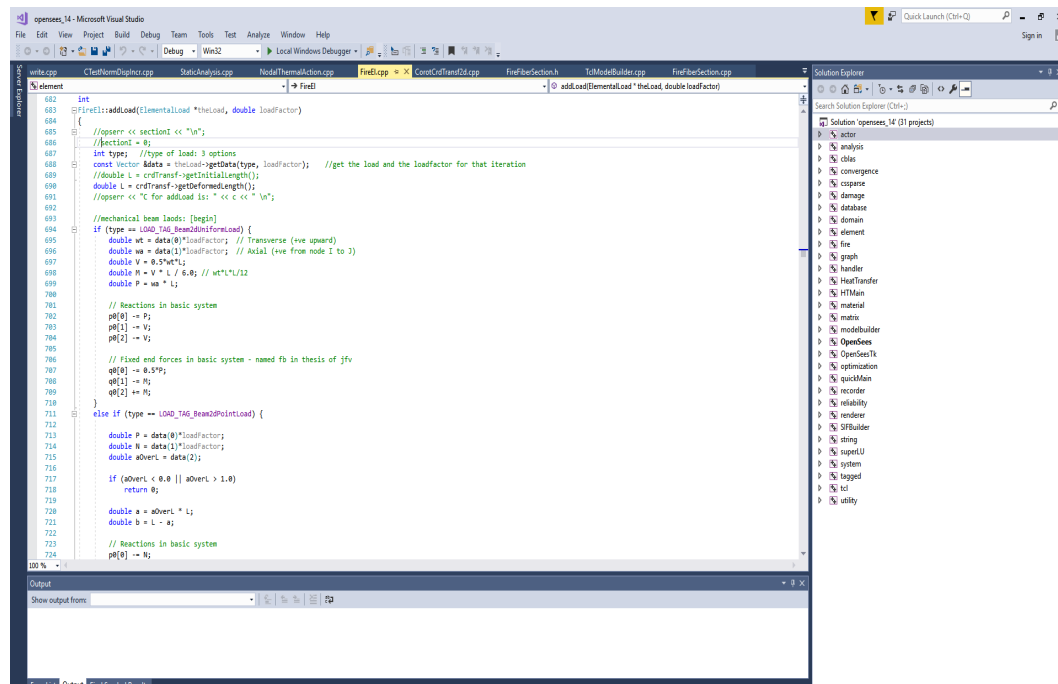 opensees_14 - Microsoft Visual Studio
Quick Launch (Ctrl+Q)
File Edit View Project Build Debug Team Tools Test Analyze Window Help
Sign in
Debug Win32 Local Windows Debugger
Server Explorer
write.cpp CTestNormDispIncr.cpp StaticAnalysis.cpp NodalThermalAction.cpp FireEl.cpp CorotCrdTransf2d.cpp FireFiberSection.h TclModelBuilder.cpp FireFiberSection.cpp
element FireEl addLoad(ElementalLoad * theLoad, double loadFactor)
682 int
683 FireEl::addLoad(ElementalLoad *theLoad, double loadFactor)
684 {
685 //opserr << sectionI << "\n";
686 //sectionI = 0;
687 int type; //type of load: 3 options
688 const Vector &data = theLoad->getData(type, loadFactor); //get the load and the loadfactor for that iteration
689 //double L = crdTransf->getInitialLength();
690 double L = crdTransf->getDeformedLength();
691 //opserr << "C for addLoad is: " << c << " \n";
692
693 //mechanical beam laods: [begin]
694 if (type == LOAD_TAG_Beam2dUniformLoad) {
695 double wt = data(0)*loadFactor; // Transverse (+ve upward)
696 double wa = data(1)*loadFactor; // Axial (+ve from node I to J)
697 double V = 0.5*wt*L;
698 double M = V * L / 6.0; // wt*L*L/12
699 double P = wa * L;
700
701 // Reactions in basic system
702 p0[0] -= P;
703 p0[1] -= V;
704 p0[2] -= V;
705
706 // Fixed end forces in basic system - named fb in thesis of jfv
707 q0[0] -= 0.5*P;
708 q0[1] -= M;
709 q0[2] += M;
710 }
711 else if (type == LOAD_TAG_Beam2dPointLoad) {
712
713 double P = data(0)*loadFactor;
714 double N = data(1)*loadFactor;
715 double aOverL = data(2);
716
717 if (aOverL < 0.0 || aOverL > 1.0)
718 return 0;
719
720 double a = aOverL * L;
721 double b = L - a;
722
723 // Reactions in basic system
724 p0[0] -= N;
100 %
Output
Show output from:
Output
Solution Explorer
Search Solution Explorer (Ctrl+;)
Solution 'opensees_14' (31 projects)
actor
analysis
cblas
convergence
cssparse
damage
database
domain
element
fire
graph
handler
HeatTransfer
HTMain
material
matrix
modelbuilder
OpenSees
OpenSeesTk
optimization
quickMain
recorder
reliability
renderer
SIFBuilder
string
superLU
system
tagged
tcl
utility